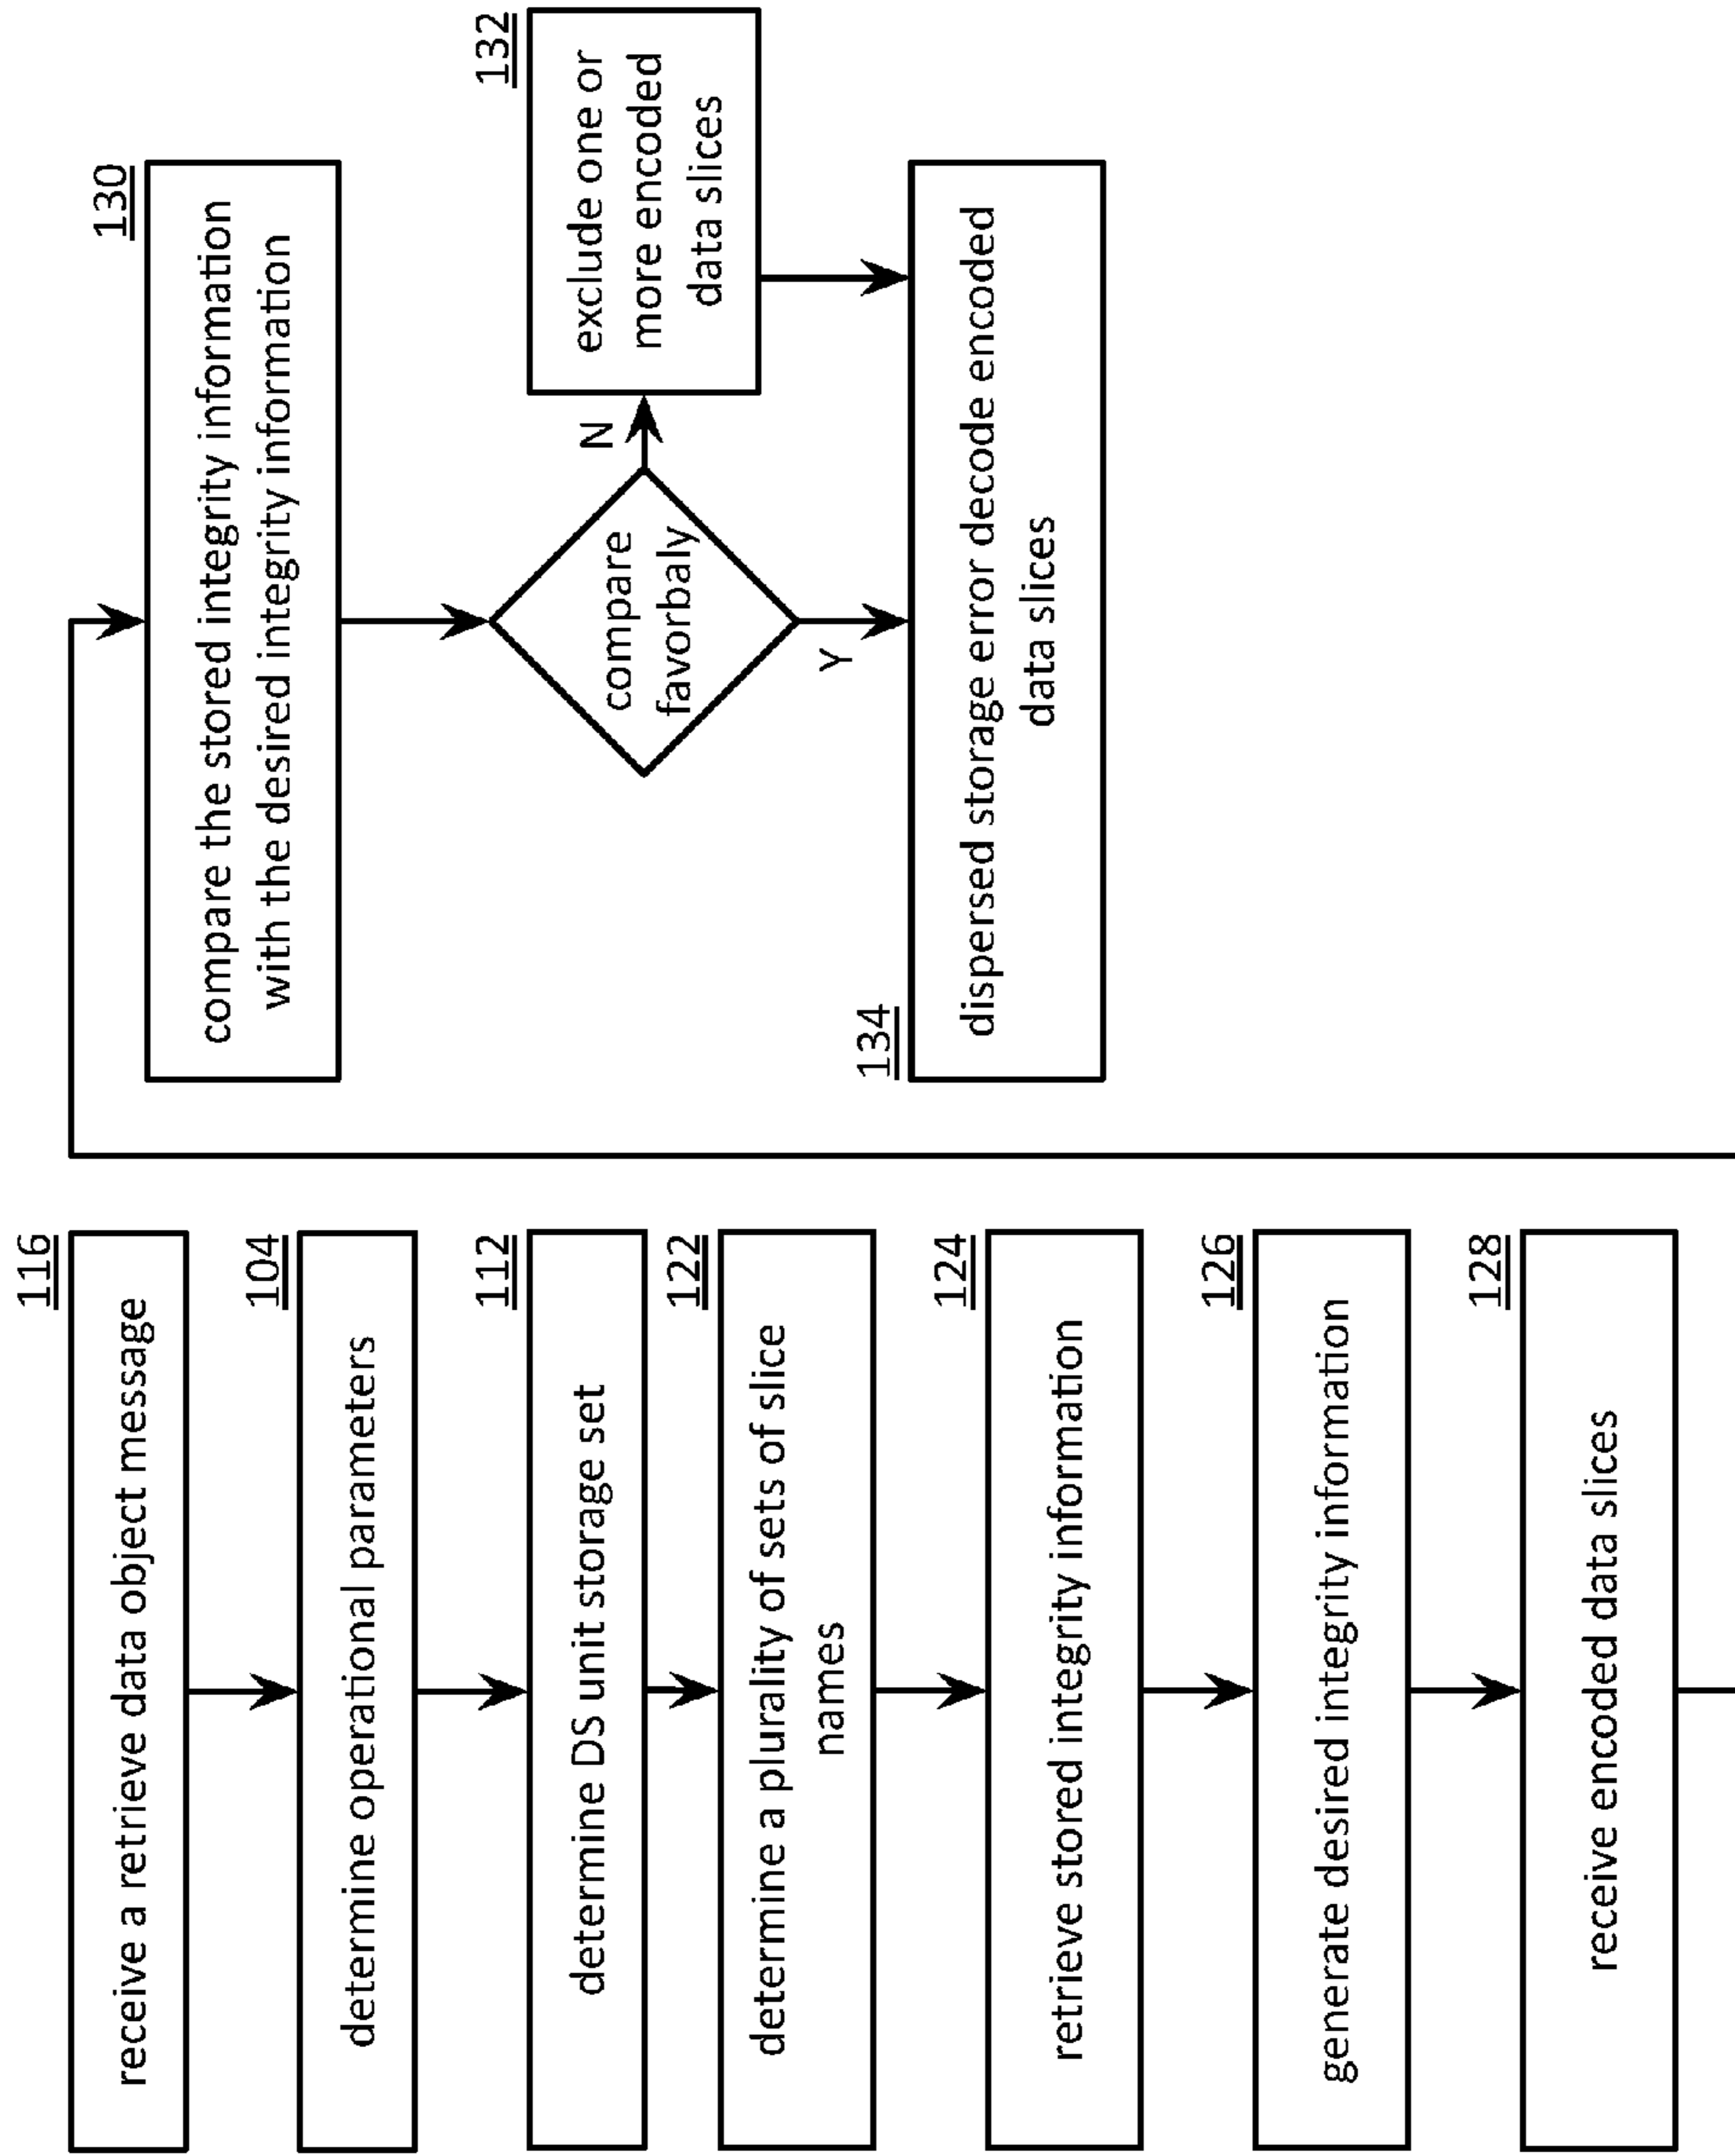 116
receive a retrieve data object message
104
determine operational parameters
112
determine DS unit storage set
122
determine a plurality of sets of slice
names
124
retrieve stored integrity information
126
generate desired integrity information
128
receive encoded data slices
130
compare the stored integrity information
with the desired integrity information
compare
favorbaly
N
Y
132
exclude one or
more encoded
data slices
134
dispersed storage error decode encoded
data slices